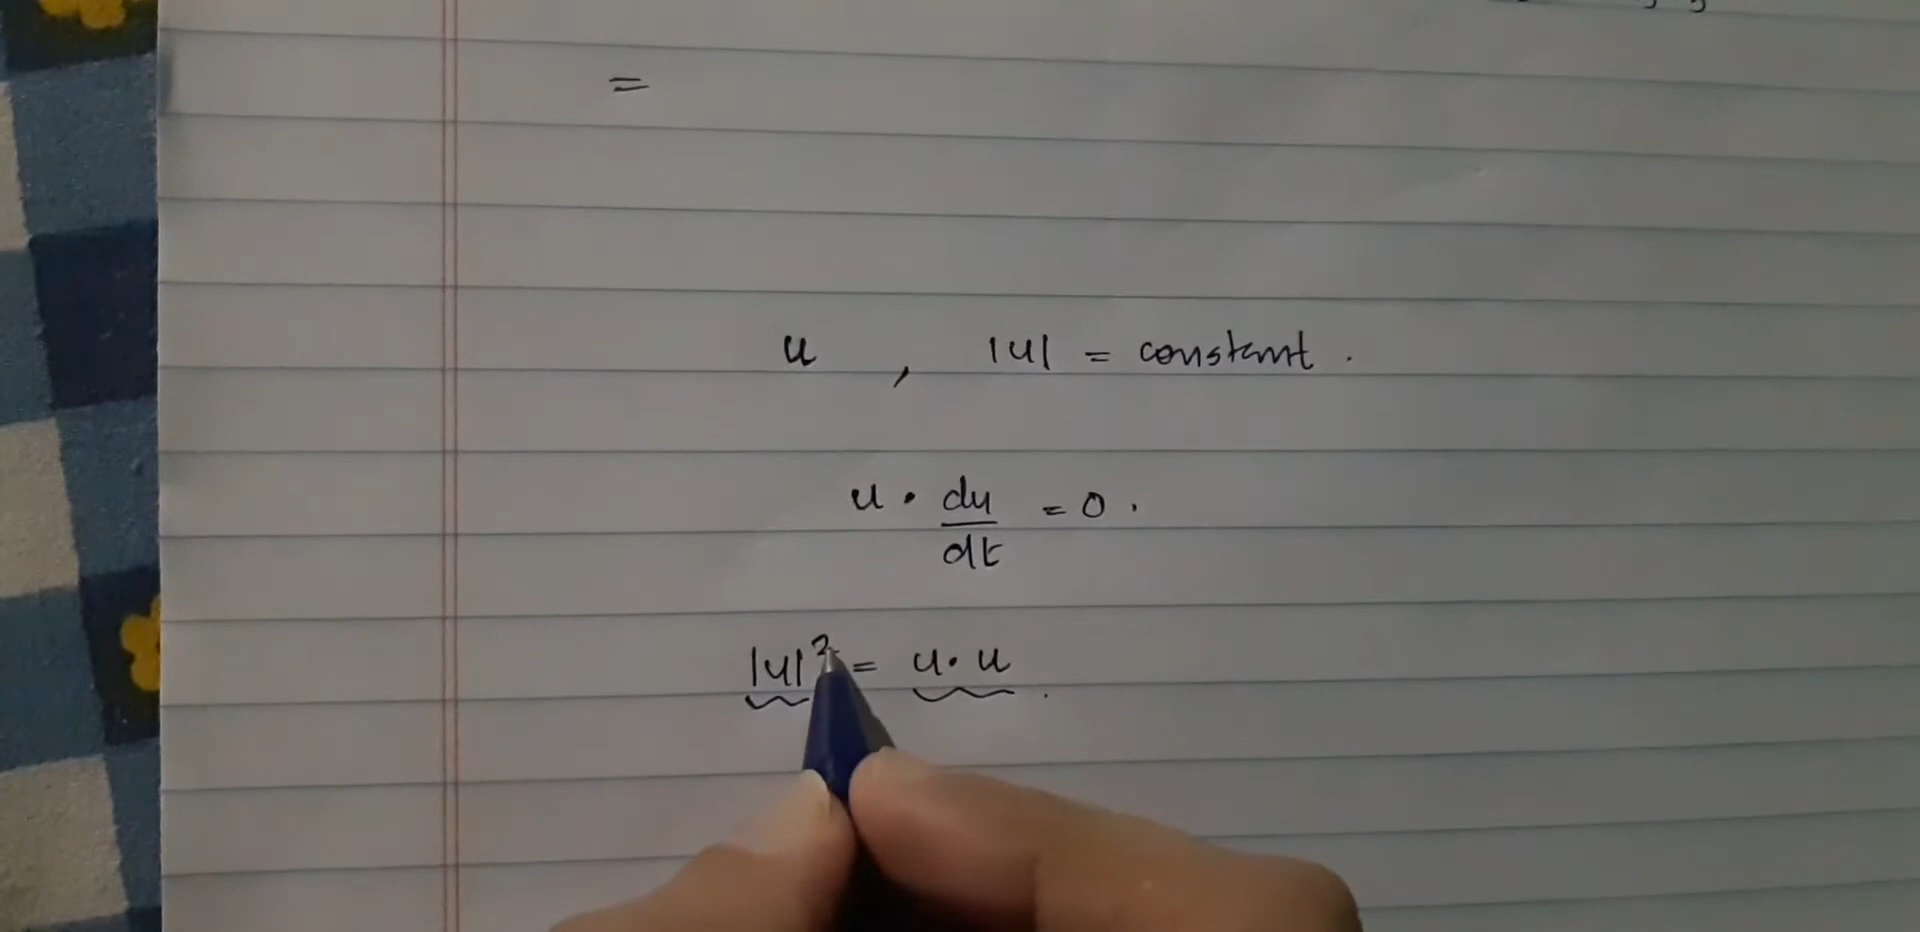 =
u , |u| = constant .
u · du/dt = 0 .
|u|² = u · u .